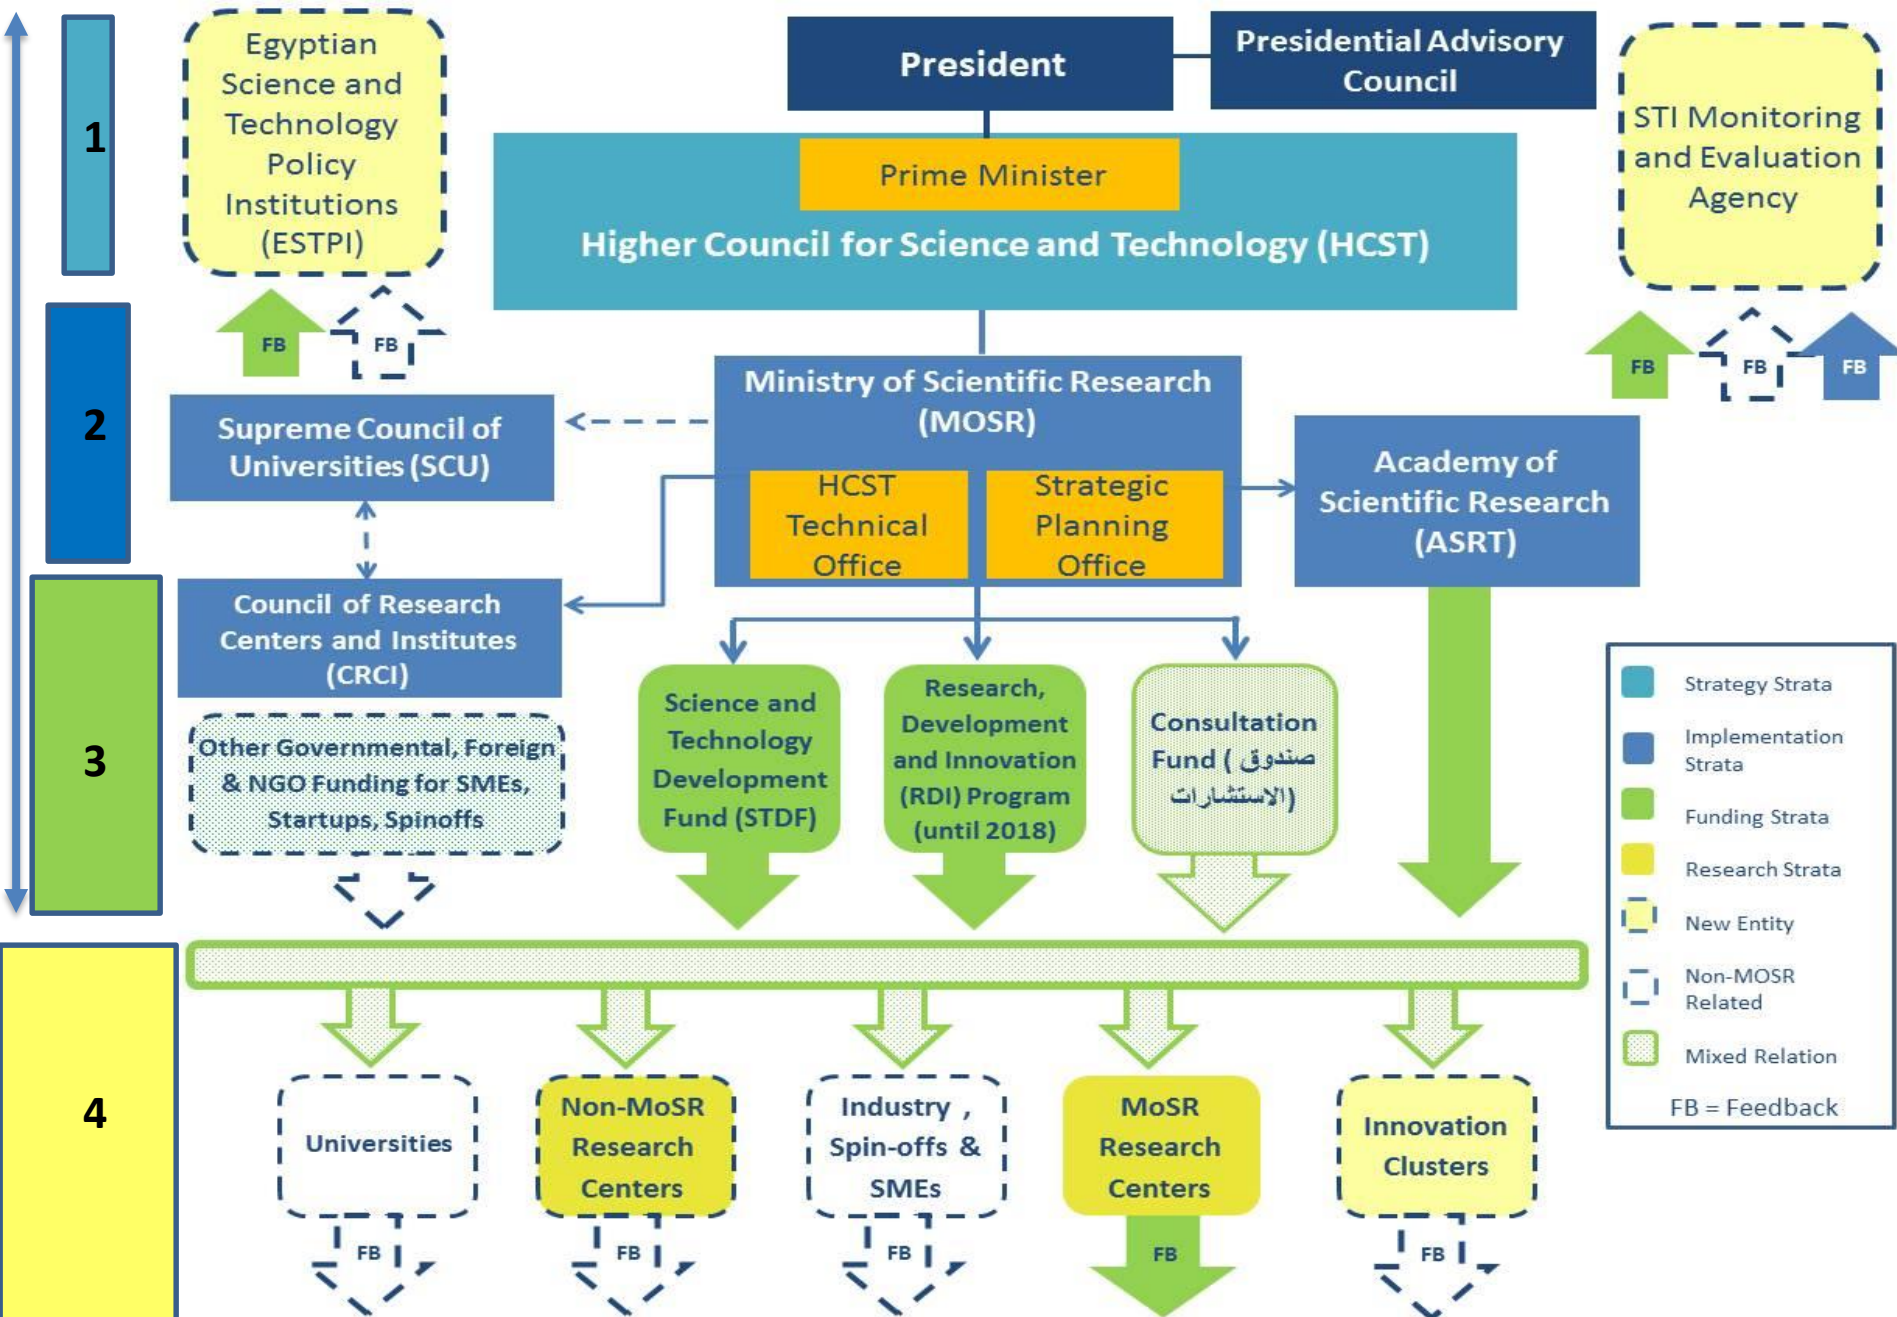 1
Egyptian
Science and
Technology
Policy
Institutions
(ESTPI)
President
Presidential Advisory
Council
Prime Minister
Higher Council for Science and Technology (HCST)
STI Monitoring
and Evaluation
Agency
FB
FB
FB
FB
FB
2
Supreme Council of
Universities (SCU)
Ministry of Scientific Research
(MOSR)
HCST
Technical
Office
Strategic
Planning
Office
Academy of
Scientific Research
(ASRT)
3
Council of Research
Centers and Institutes
(CRCI)
Other Governmental, Foreign
& NGO Funding for SMEs,
Startups, Spinoffs
Science and
Technology
Development
Fund (STDF)
Research,
Development
and Innovation
(RDI) Program
(until 2018)
Consultation
Fund (صندوق
الاستشارات)
Strategy Strata
Implementation
Strata
Funding Strata
Research Strata
New Entity
Non-MOSR
Related
Mixed Relation
FB = Feedback
4
Universities
Non-MoSR
Research
Centers
Industry ,
Spin-offs &
SMEs
MoSR
Research
Centers
Innovation
Clusters
FB
FB
FB
FB
FB